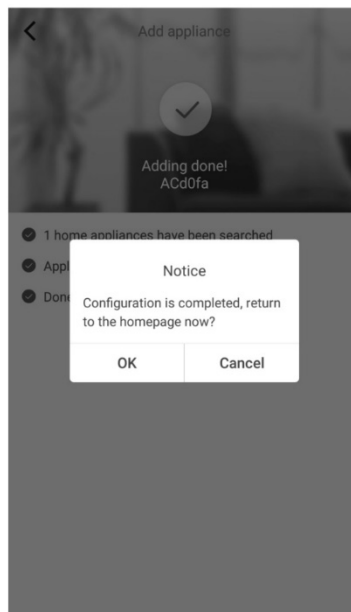 Add appliance
Adding done!
ACd0fa
1 home appliances have been searched
Appl
Done
Notice
Configuration is completed, return
to the homepage now?
OK
Cancel